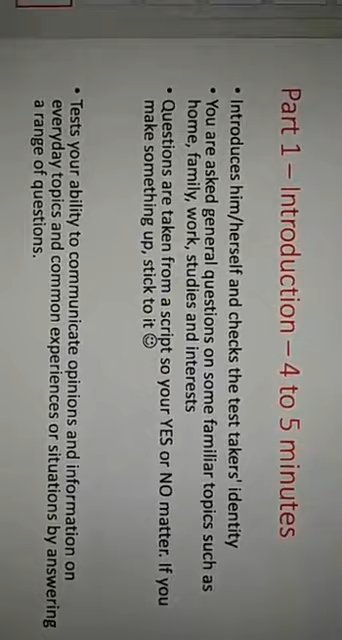 Part 1 – Introduction – 4 to 5 minutes
• Introduces him/herself and checks the test takers' identity
• You are asked general questions on some familiar topics such as
home, family, work, studies and interests
• Questions are taken from a script so your YES or NO matter. If you
make something up, stick to it ☺
• Tests your ability to communicate opinions and information on
everyday topics and common experiences or situations by answering
a range of questions.